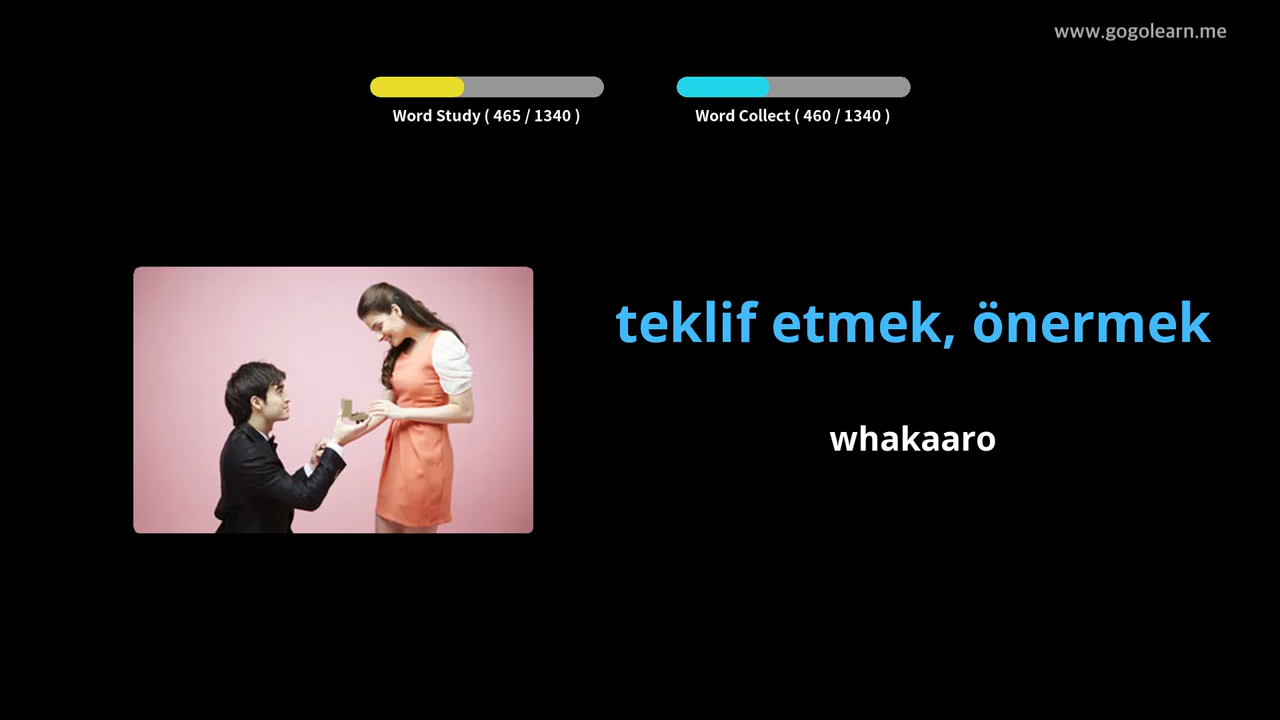 www.gogolearn.me
Word Study ( 465 / 1340 )
Word Collect ( 460 / 1340 )
teklif etmek, önermek
whakaaro